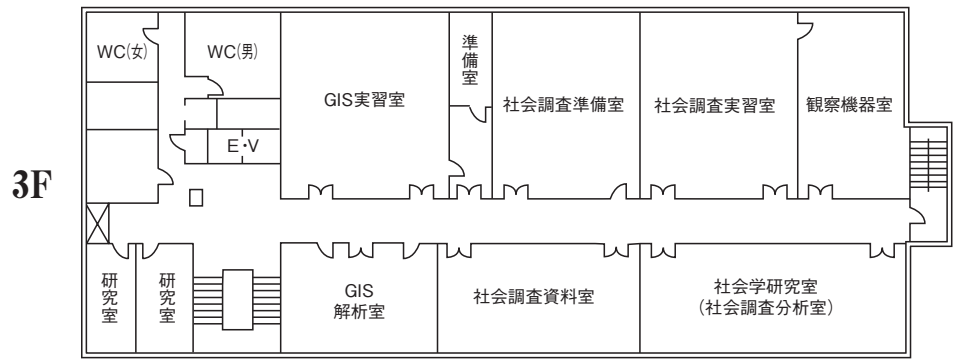 3F
WC(女)
WC(男)
GIS実習室
準備室
社会調査準備室
社会調査実習室
観察機器室
E・V
研究室
研究室
GIS
解析室
社会調査資料室
社会学研究室
(社会調査分析室)